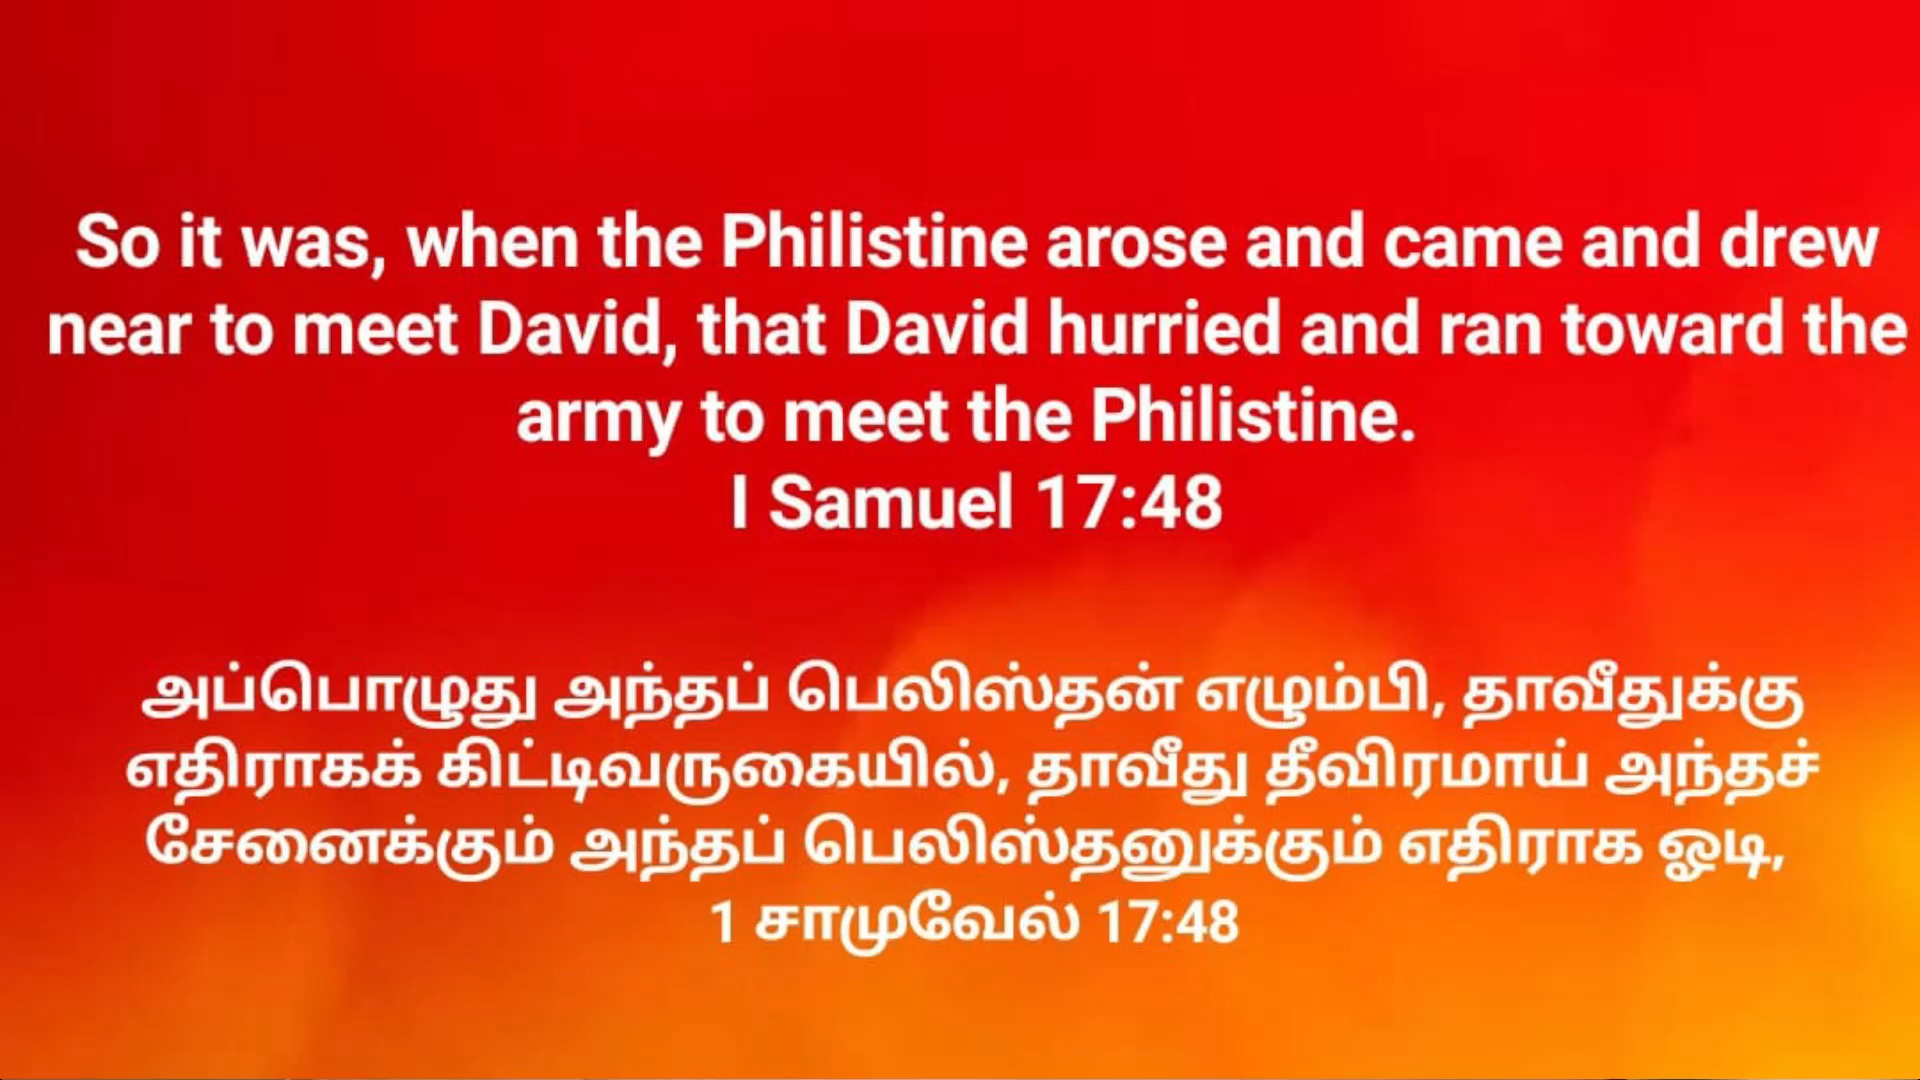 So it was, when the Philistine arose and came and drew
near to meet David, that David hurried and ran toward the
army to meet the Philistine.
I Samuel 17:48
அப்பொழுது அந்தப் பெலிஸ்தன் எழும்பி, தாவீதுக்கு
எதிராகக் கிட்டிவருகையில், தாவீது தீவிரமாய் அந்தச்
சேனைக்கும் அந்தப் பெலிஸ்தனுக்கும் எதிராக ஓடி,
1 சாமுவேல் 17:48